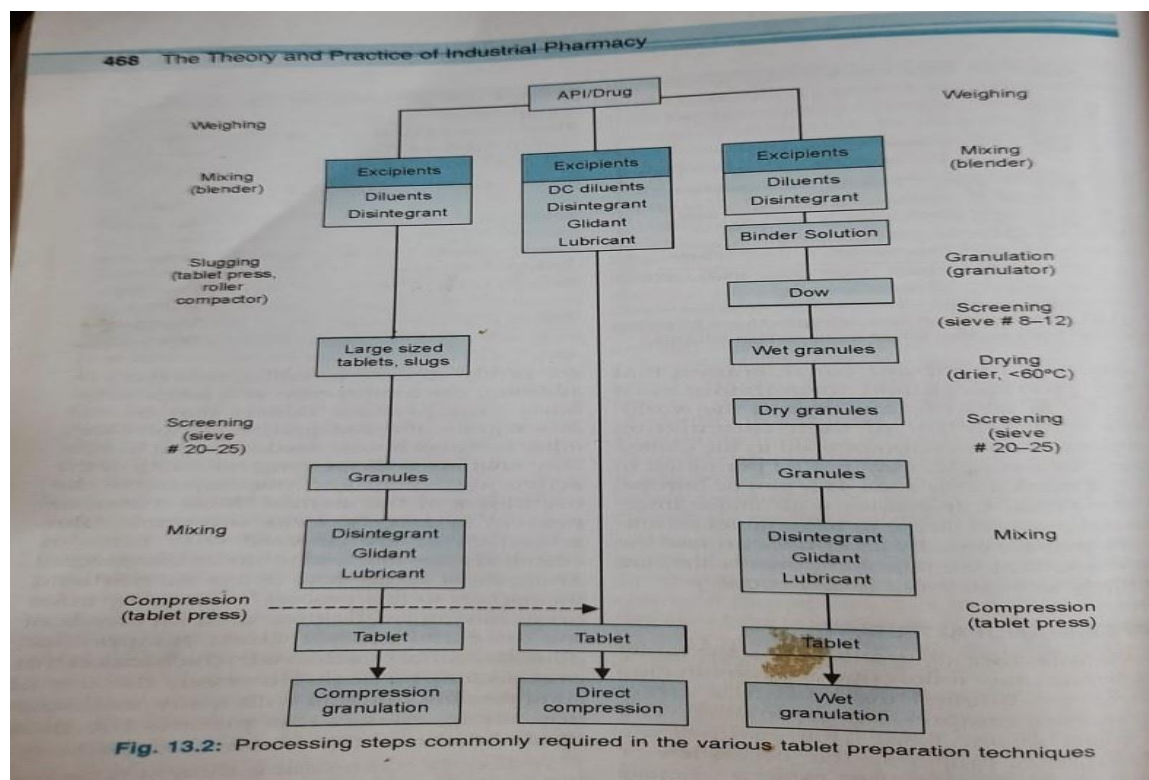 468 The Theory and Practice of Industrial Pharmacy
API/Drug
Weighing
Mixing
(blender)
Slugging
(tablet press,
roller
compactor)
Screening
(sieve
# 20–25)
Mixing
Compression
(tablet press)
Excipients
Diluents
Disintegrant
Large sized
tablets, slugs
Granules
Disintegrant
Glidant
Lubricant
Tablet
Compression
granulation
Excipients
DC diluents
Disintegrant
Glidant
Lubricant
Tablet
Direct
compression
Excipients
Diluents
Disintegrant
Binder Solution
Dow
Wet granules
Dry granules
Granules
Disintegrant
Glidant
Lubricant
Tablet
Wet
granulation
Weighing
Mixing
(blender)
Granulation
(granulator)
Screening
(sieve # 8–12)
Drying
(drier, <60°C)
Screening
(sieve
# 20–25)
Mixing
Compression
(tablet press)
Fig. 13.2: Processing steps commonly required in the various tablet preparation techniques